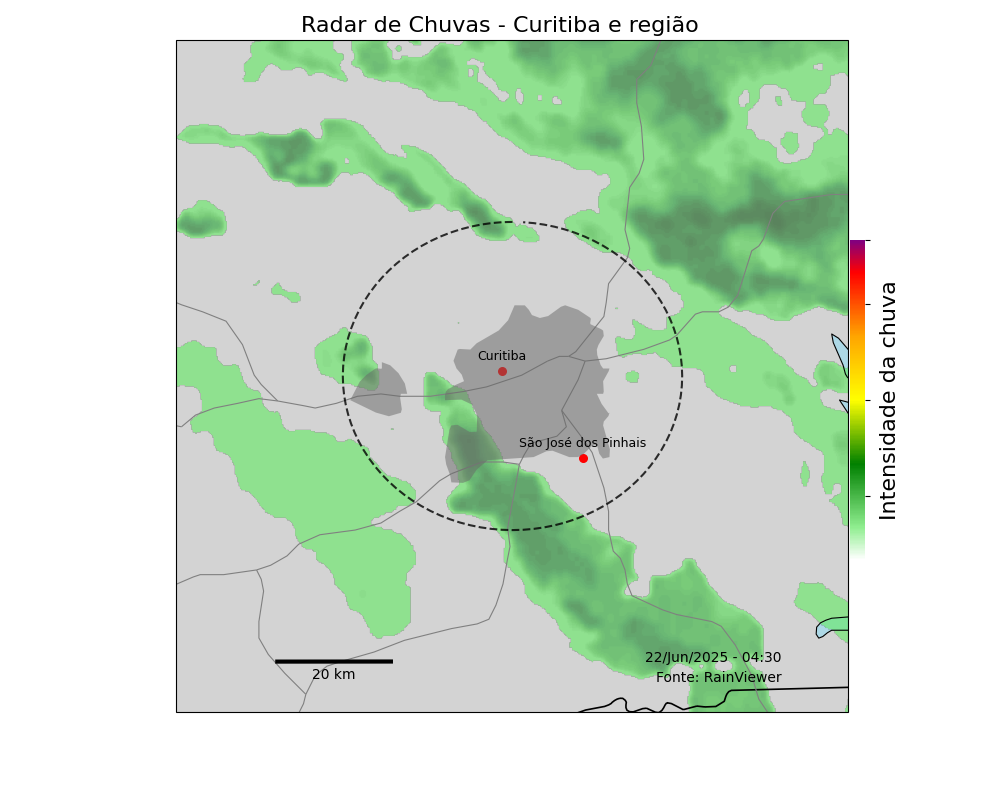 Radar de Chuvas - Curitiba e região
Curitiba
São José dos Pinhais
Intensidade da chuva
22/Jun/2025 - 04:30
Fonte: RainViewer
20 km